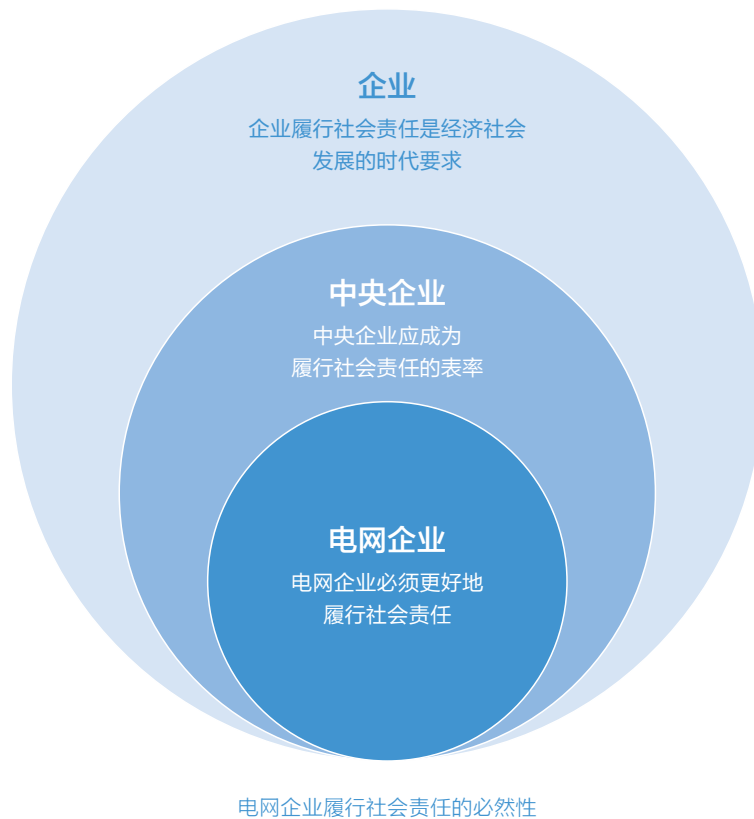 企业
企业履行社会责任是经济社会
发展的时代要求
中央企业
中央企业应成为
履行社会责任的表率
电网企业
电网企业必须更好地
履行社会责任
电网企业履行社会责任的必然性